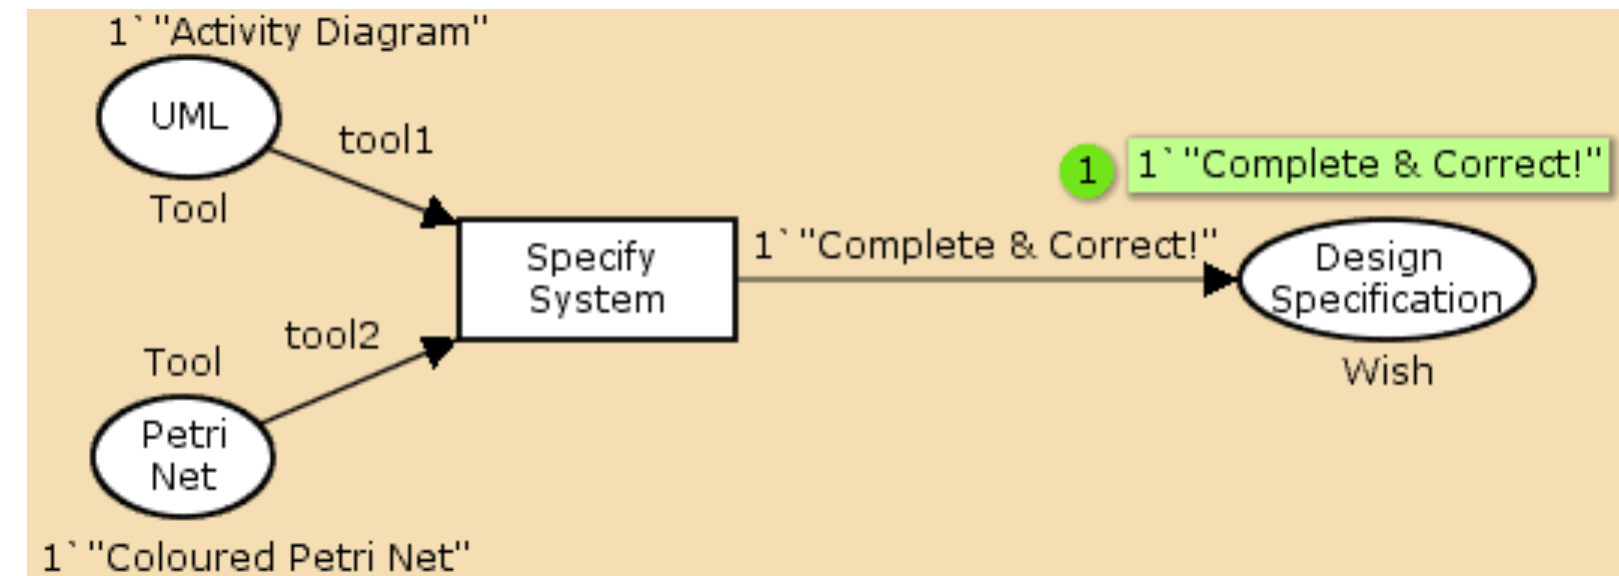 1`"Activity Diagram"
UML
tool1
Tool
1
1`"Complete & Correct!"
Specify
System
1`"Complete & Correct!"
Design
Specification
Wish
tool2
Tool
Petri
Net
1`"Coloured Petri Net"